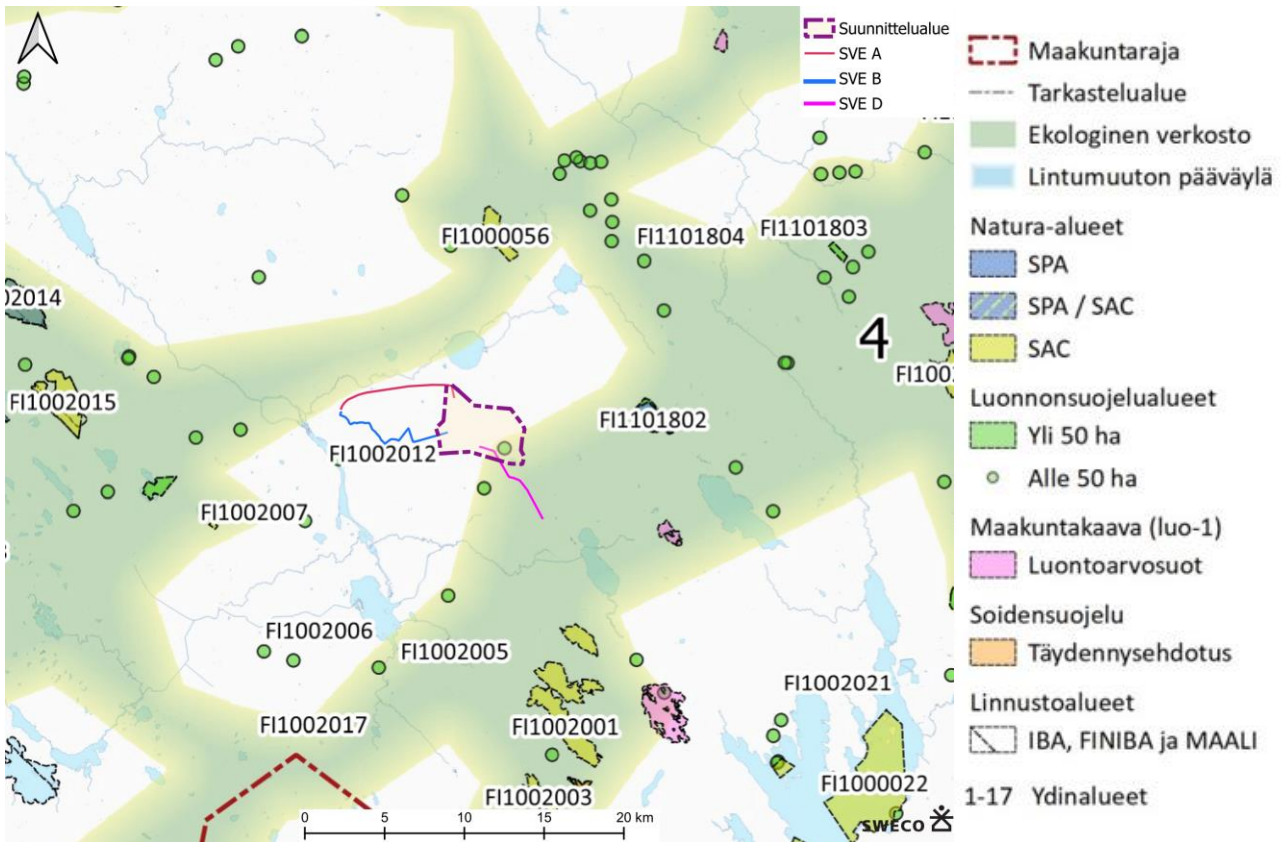 Suunnittelualue
SVE A
SVE B
SVE D
FI1000056
FI1101804
FI1101803
02014
4
FI1002015
FI1101802
FI1002012
FI1002007
FI1002006
FI1002005
FI1002021
FI1002017
FI1002001
FI1000022
FI1002003
0 5 10 15 20 km
SWECO
Maakuntaraja
Tarkastelualue
Ekologinen verkosto
Lintumuuton pääväylä
Natura-alueet
SPA
SPA / SAC
SAC
Luonnonsuojelualueet
Yli 50 ha
Alle 50 ha
Maakuntakaava (luo-1)
Luontoarvosuot
Soidensuojelu
Täydennysehdotus
Linnustoalueet
IBA, FINIBA ja MAALI
1-17 Ydinalueet